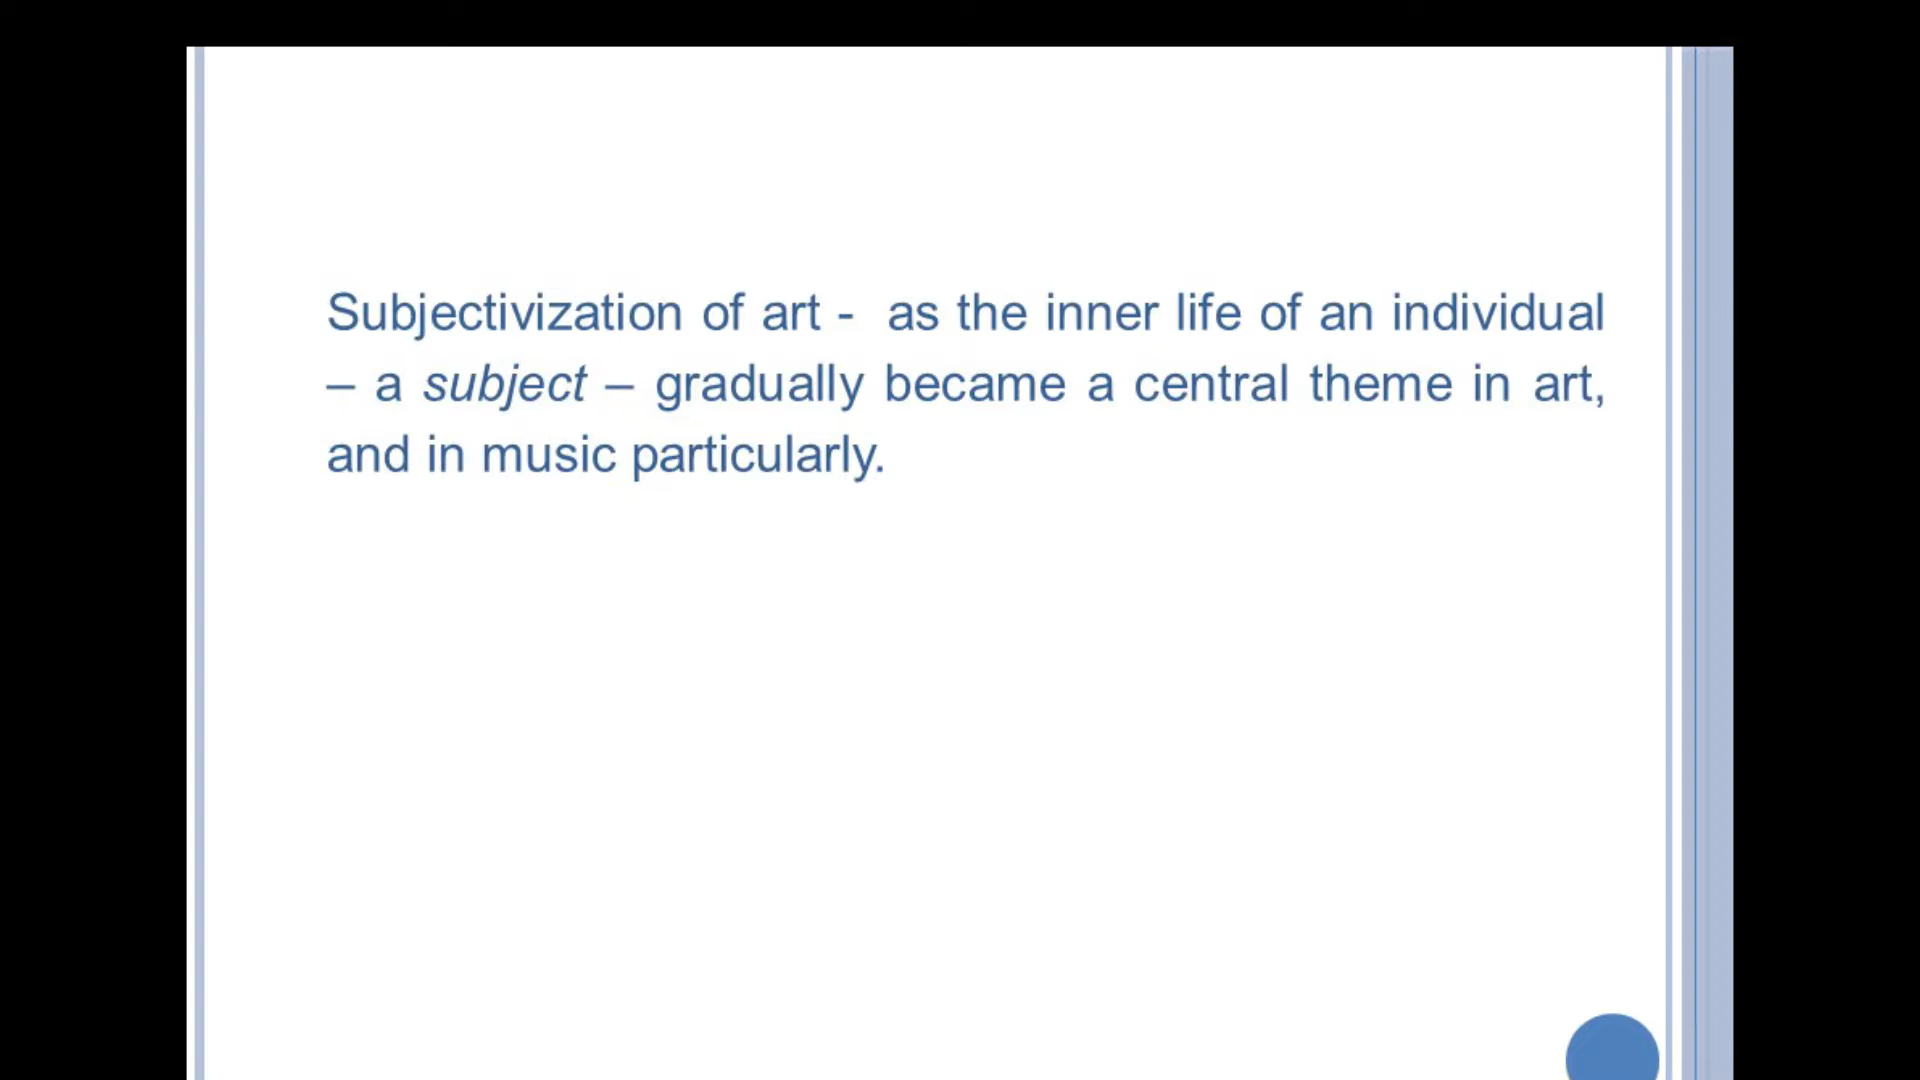 Subjectivization of art -  as the inner life of an individual
– a subject – gradually became a central theme in art,
and in music particularly.